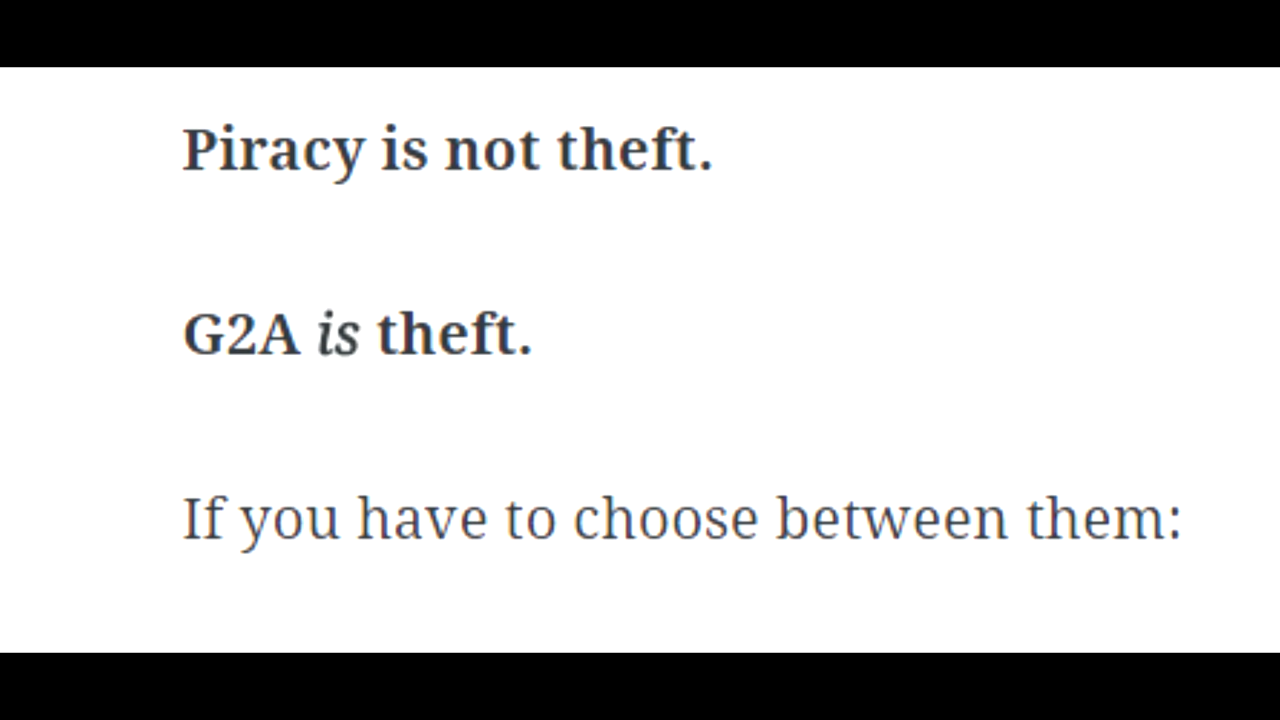 Piracy is not theft.
G2A is theft.
If you have to choose between them: